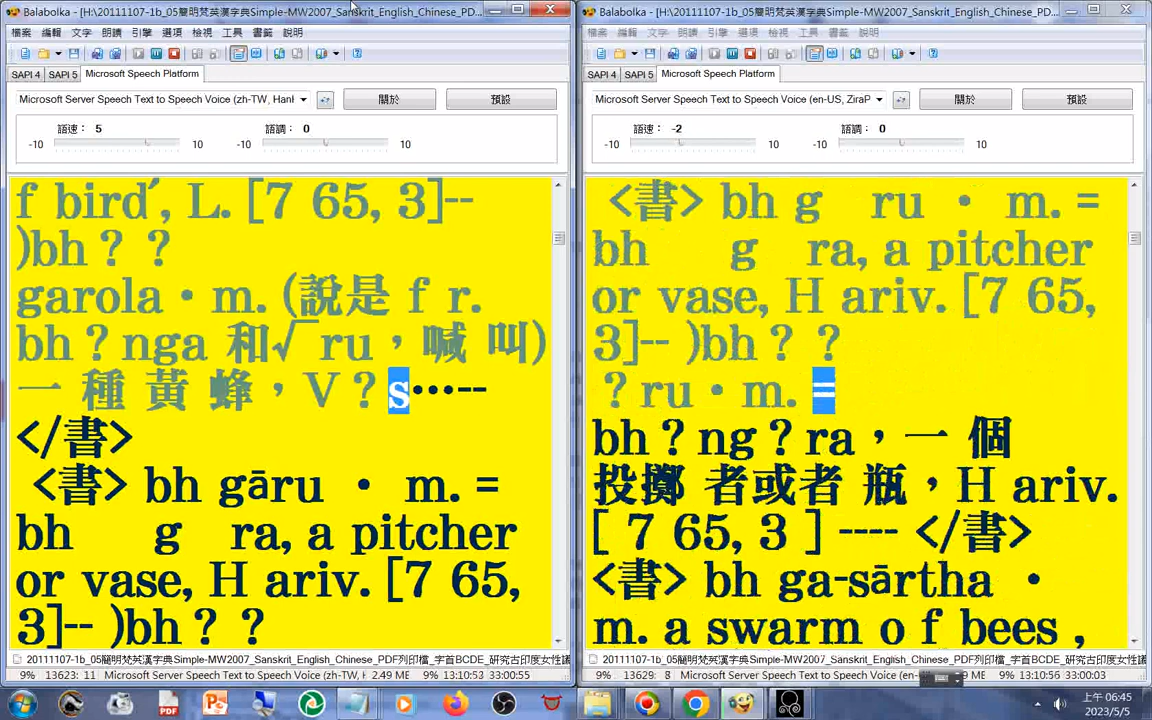 Balabolka - [H:\20111107-1b_05簡明梵英漢字典Simple-MW2007_Sanskrit_English_Chinese_PD...
檔案 編輯 文字 朗讀 引擎 選項 檢視 工具 書籤 說明
SAPI 4 SAPI 5 Microsoft Speech Platform
Microsoft Server Speech Text to Speech Voice (zh-TW, Hanl
關於
預設
語速: 5
語調: 0
-10 10 -10 10
f bird', L. [7 65, 3]--
)bh ? ?
garola · m. (說是 f r.
bh ? nga 和√ ru，喊 叫)
一 種 黃 蜂，V ? s···--
</書>
<書> bh gāru · m. =
bh g ra, a pitcher
or vase, H ariv. [7 65,
3]-- )bh ? ?
20111107-1b_05簡明梵英漢字典Simple-MW2007_Sanskrit_English_Chinese_PDF列印檔_字首BCDE_研究古印度女性議
9% 13623: 11 Microsoft Server Speech Text to Speech Voice (zh-TW, H 2.49 MB 9% 13:10:53 33:00:55
Balabolka - [H:\20111107-1b_05簡明梵英漢字典Simple-MW2007_Sanskrit_English_Chinese_PD...
檔案 編輯 文字 朗讀 引擎 選項 檢視 工具 書籤 說明
SAPI 4 SAPI 5 Microsoft Speech Platform
Microsoft Server Speech Text to Speech Voice (en-US, ZiraP
關於
預設
語速: -2
語調: 0
-10 10 -10 10
<書> bh g ru · m. =
bh g ra, a pitcher
or vase, H ariv. [7 65,
3]-- )bh ? ?
? ru · m. =
bh ? ng ? ra，一 個
投擲 者或者 瓶，H ariv.
[ 7 65, 3 ] ---- </書>
<書> bh ga-sārtha ·
m. a swarm o f bees ,
20111107-1b_05簡明梵英漢字典Simple-MW2007_Sanskrit_English_Chinese_PDF列印檔_字首BCDE_研究古印度女性議
9% 13629: 8 Microsoft Server Speech Text to Speech Voice (en-US, Z MB 9% 13:10:56 33:00:03
PDF
上午 06:45
2023/5/5